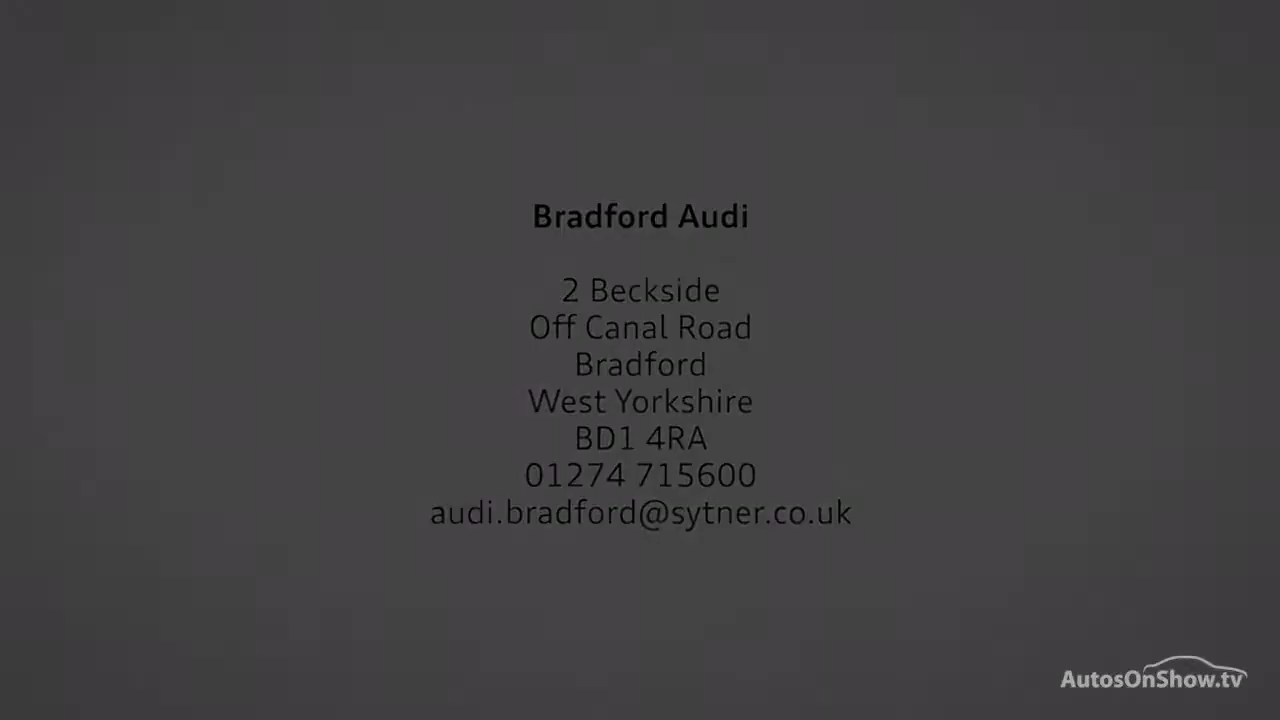 Bradford Audi
2 Beckside
Off Canal Road
Bradford
West Yorkshire
BD1 4RA
01274 715600
audi.bradford@sytner.co.uk
AutosOnShow.tv